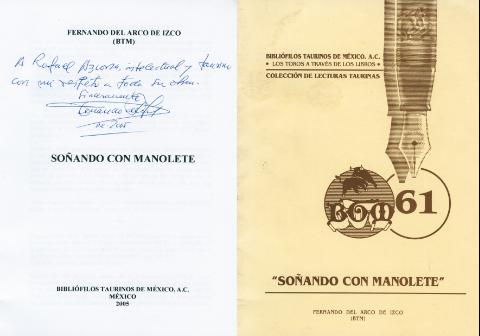 FERNANDO DEL ARCO DE IZCO
(BTM)
A Rafael Azcona, intelectual y taurino
con mi respeto a toda su obra.
Sinceramente
SOÑANDO CON MANOLETE
BIBLIÓFILOS TAURINOS DE MÉXICO, A.C.
MÉXICO
2005
BIBLIÓFILOS TAURINOS DE MÉXICO, A.C.
• LOS TOROS A TRAVÉS DE LOS LIBROS •
COLECCIÓN DE LECTURAS TAURINAS
BTM 61
"SOÑANDO CON MANOLETE"
FERNANDO DEL ARCO DE IZCO
(BTM)